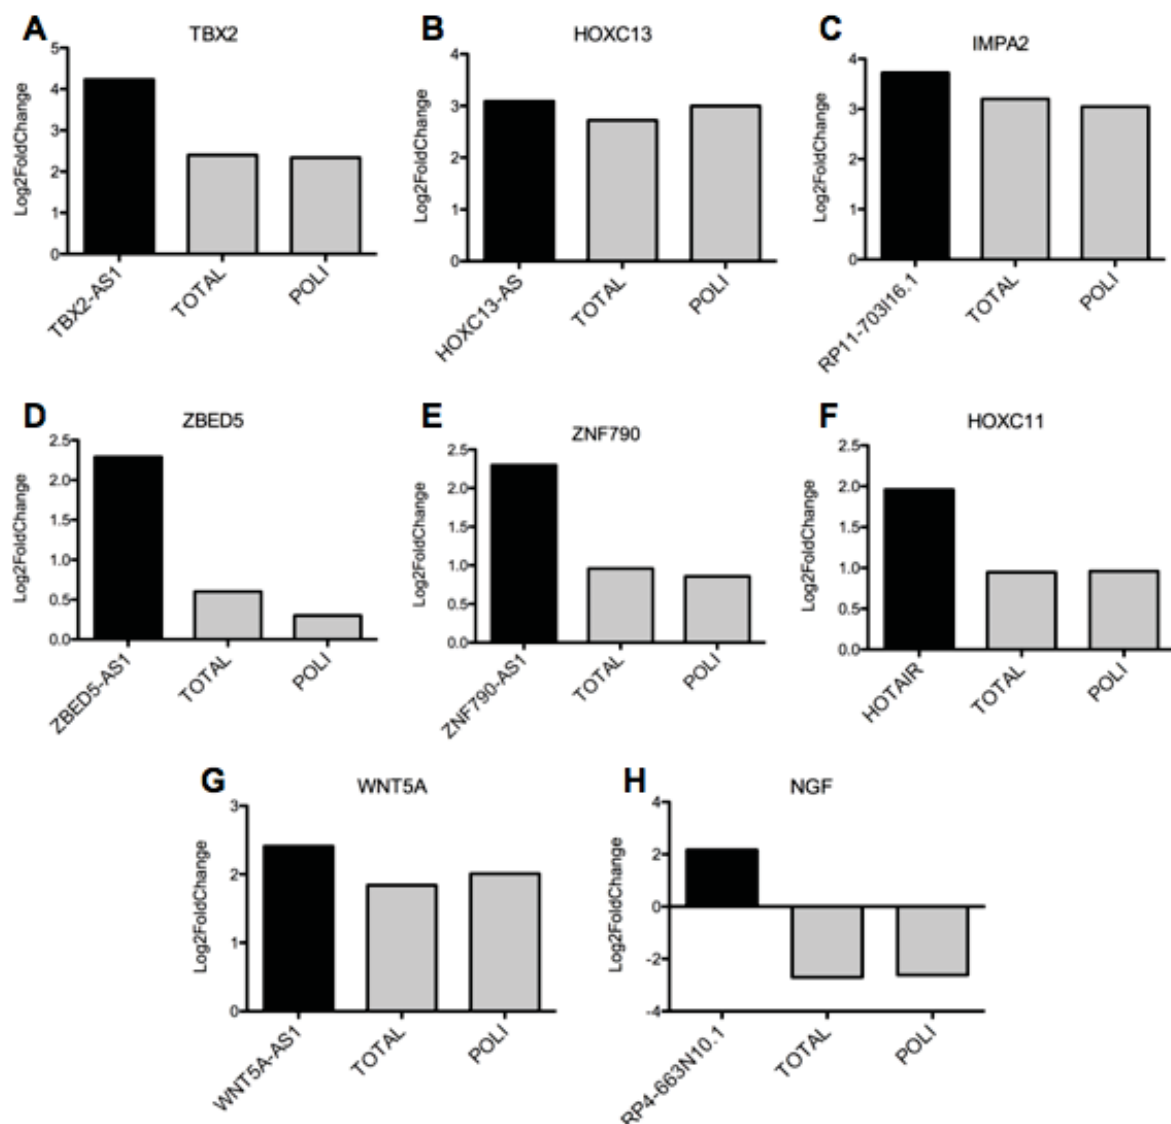 A
TBX2
Log2FoldChange
5
4
3
2
1
0
TBX2-AS1
TOTAL
POLI
B
HOXC13
Log2FoldChange
4
3
2
1
0
HOXC13-AS
TOTAL
POLI
C
IMPA2
Log2FoldChange
4
3
2
1
0
RP11-703I16.1
TOTAL
POLI
D
ZBED5
Log2FoldChange
2.5
2.0
1.5
1.0
0.5
0.0
ZBED5-AS1
TOTAL
POLI
E
ZNF790
Log2FoldChange
2.5
2.0
1.5
1.0
0.5
0.0
ZNF790-AS1
TOTAL
POLI
F
HOXC11
Log2FoldChange
2.5
2.0
1.5
1.0
0.5
0.0
HOTAIR
TOTAL
POLI
G
WNT5A
Log2FoldChange
3
2
1
0
WNT5A-AS1
TOTAL
POLI
H
NGF
Log2FoldChange
4
2
0
-2
-4
RP4-663N10.1
TOTAL
POLI